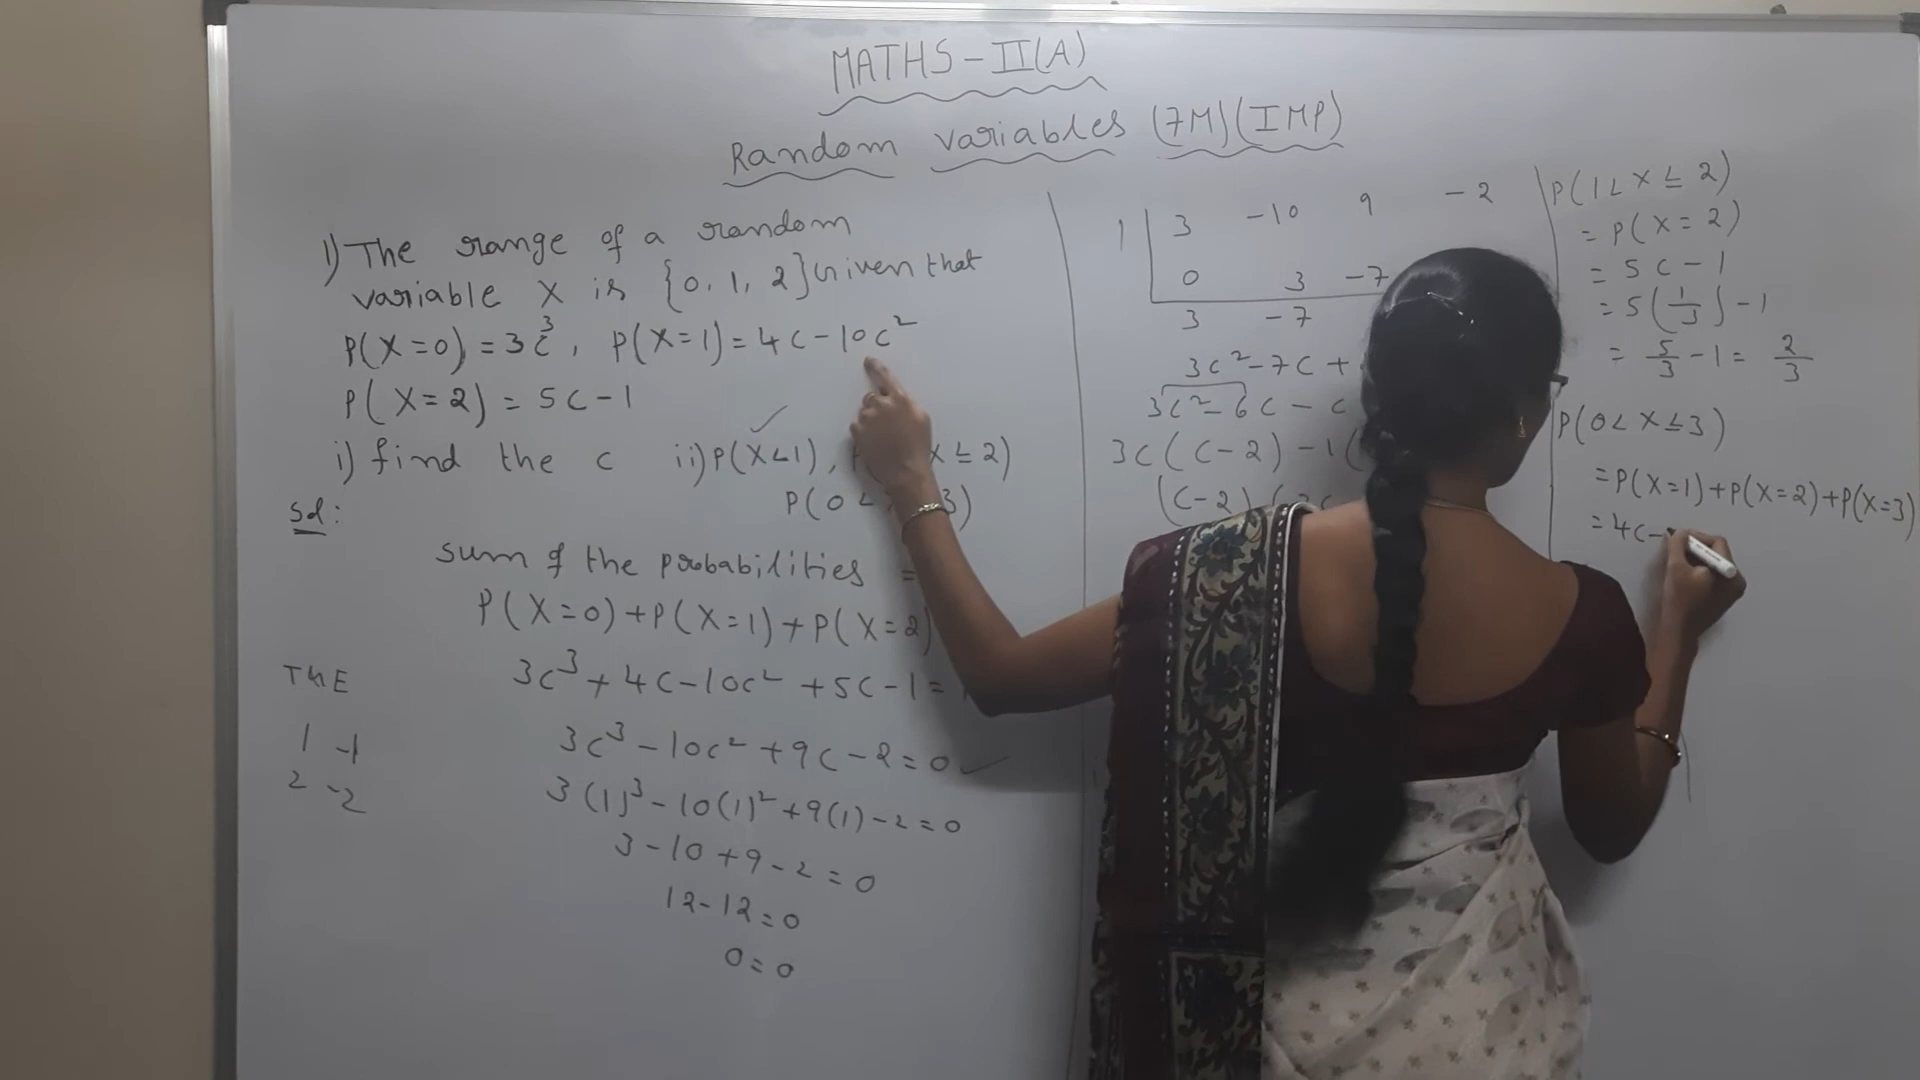 MATHS-II(A)
Random variables (7M)(IMP)
1) The range of a random
variable X is {0, 1, 2} Given that
P(X=0) = 3c³, P(X=1) = 4c-10c²
P(X=2) = 5c-1
i) find the c ii) P(X<1), X≤2)
P(0< 3)
Sol:
sum of the probabilities =
P(X=0)+P(X=1)+P(X=2)
3c³+4c-10c²+5c-1=
3c³-10c²+9c-2=0 ✓
3(1)³-10(1)²+9(1)-2=0
3-10+9-2=0
12-12=0
0=0
T&E
1 -1
2 -2
1 | 3 -10 9 -2
0 3 -7
3 -7
3c²-7c+
3c²-6c-c
3c(c-2)-1(
(c-2)
P(1<X≤2)
= P(X=2)
= 5c-1
= 5(1/3)-1
= 5/3-1= 2/3
P(0<X≤3)
=P(X=1)+P(X=2)+P(X=3)
=4c-